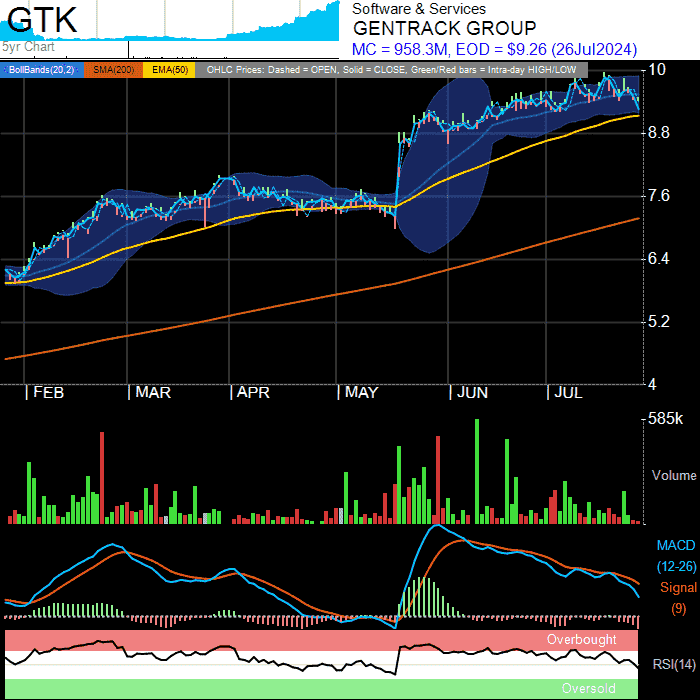 GTK
5yr Chart
Software & Services
GENTRACK GROUP
MC = 958.3M, EOD = $9.26 (26Jul2024)
BollBands(20,2) SMA(200) EMA(50) OHLC Prices: Dashed = OPEN, Solid = CLOSE, Green/Red bars = Intra-day HIGH/LOW
10
8.8
7.6
6.4
5.2
4
FEB MAR APR MAY JUN JUL
585k
Volume
MACD
(12-26)
Signal
(9)
Overbought
RSI(14)
Oversold